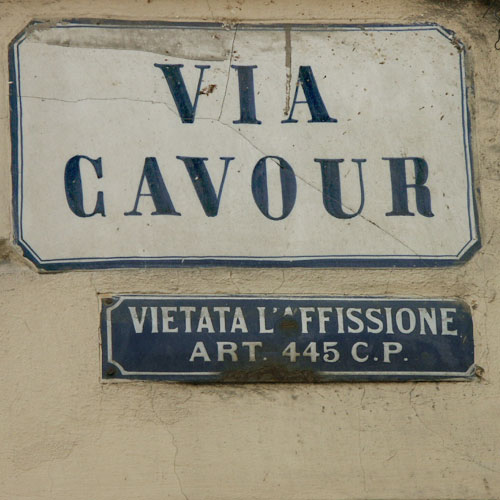 VIA
CAVOUR
VIETATA L'AFFISSIONE
ART. 445 C.P.